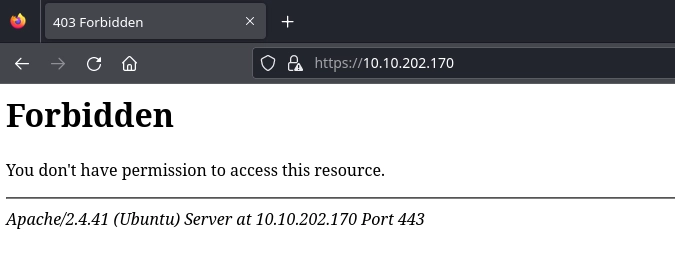 403 Forbidden
https://10.10.202.170
Forbidden
You don't have permission to access this resource.
Apache/2.4.41 (Ubuntu) Server at 10.10.202.170 Port 443